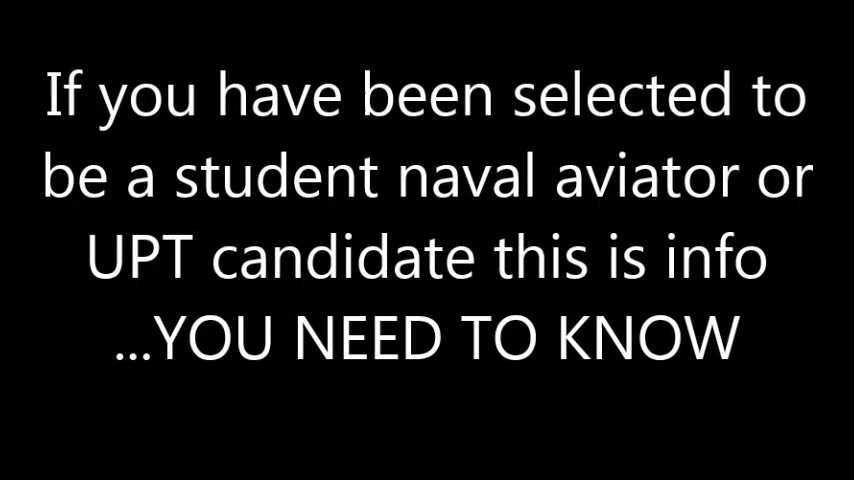 If you have been selected to
be a student naval aviator or
UPT candidate this is info
...YOU NEED TO KNOW